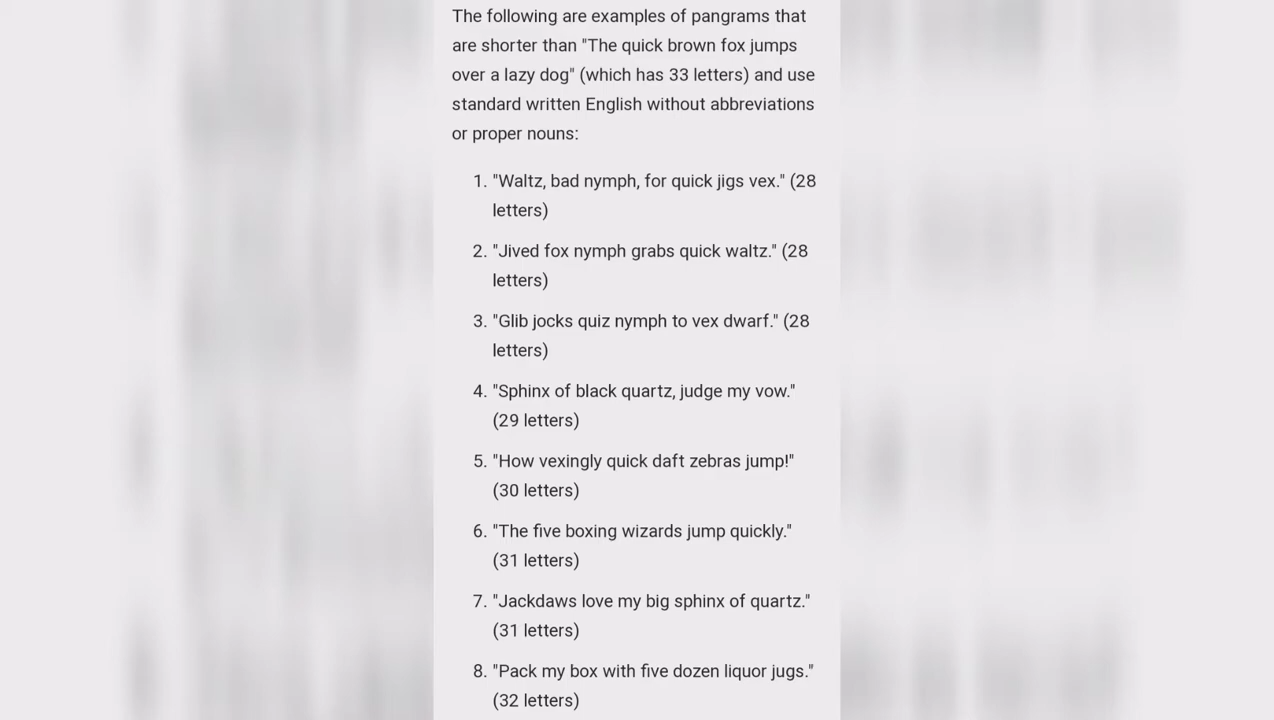 The following are examples of pangrams that
are shorter than "The quick brown fox jumps
over a lazy dog" (which has 33 letters) and use
standard written English without abbreviations
or proper nouns:
1. "Waltz, bad nymph, for quick jigs vex." (28
letters)
2. "Jived fox nymph grabs quick waltz." (28
letters)
3. "Glib jocks quiz nymph to vex dwarf." (28
letters)
4. "Sphinx of black quartz, judge my vow."
(29 letters)
5. "How vexingly quick daft zebras jump!"
(30 letters)
6. "The five boxing wizards jump quickly."
(31 letters)
7. "Jackdaws love my big sphinx of quartz."
(31 letters)
8. "Pack my box with five dozen liquor jugs."
(32 letters)